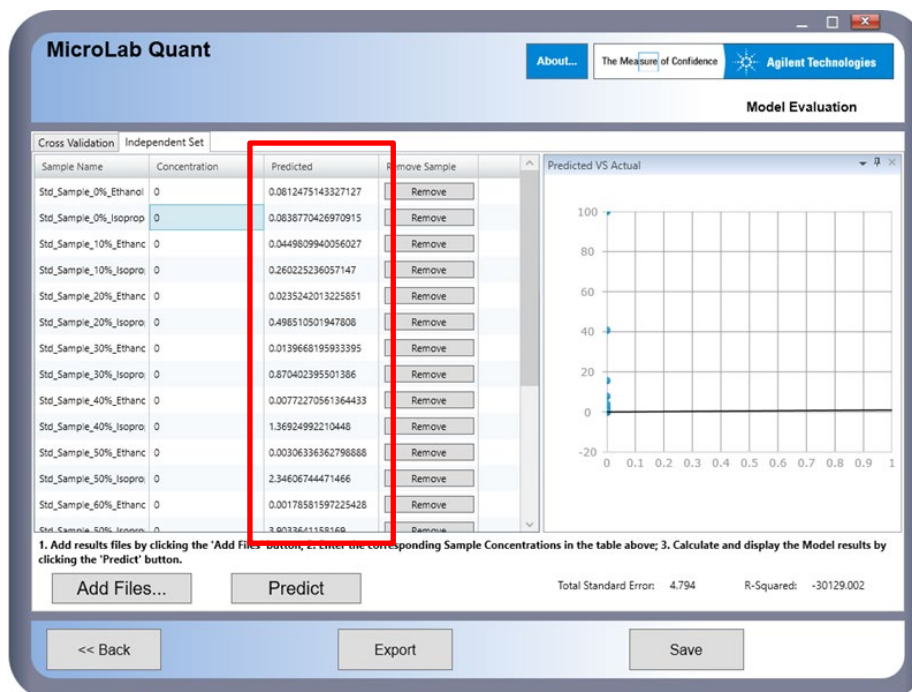 MicroLab Quant
About...
The Measure of Confidence
Agilent Technologies
Model Evaluation
Cross Validation Independent Set
Sample Name Concentration Predicted Remove Sample
Std_Sample_0%_Ethanol 0 0.0812475143327127 Remove
Std_Sample_0%_Isoprop 0 0.0838770426970915 Remove
Std_Sample_10%_Ethanc 0 0.0449809940056027 Remove
Std_Sample_10%_Isopro 0 0.260225236057147 Remove
Std_Sample_20%_Ethanc 0 0.0235242013225851 Remove
Std_Sample_20%_Isopro 0 0.498510501947808 Remove
Std_Sample_30%_Ethanc 0 0.0139668195933395 Remove
Std_Sample_30%_Isopro 0 0.870402395501386 Remove
Std_Sample_40%_Ethanc 0 0.00772270561364433 Remove
Std_Sample_40%_Isopro 0 1.36924992210448 Remove
Std_Sample_50%_Ethanc 0 0.00306336362798888 Remove
Std_Sample_50%_Isopro 0 2.34606744471466 Remove
Std_Sample_60%_Ethanc 0 0.00178581597225428 Remove
0 3.9033641158169 Remove
Predicted VS Actual
100
80
60
40
20
0
-20
0 0.1 0.2 0.3 0.4 0.5 0.6 0.7 0.8 0.9 1
1. Add results files by clicking the 'Add Files' button; 2. Enter the corresponding Sample Concentrations in the table above; 3. Calculate and display the Model results by
clicking the 'Predict' button.
Add Files... Predict
Total Standard Error: 4.794 R-Squared: -30129.002
<< Back Export Save